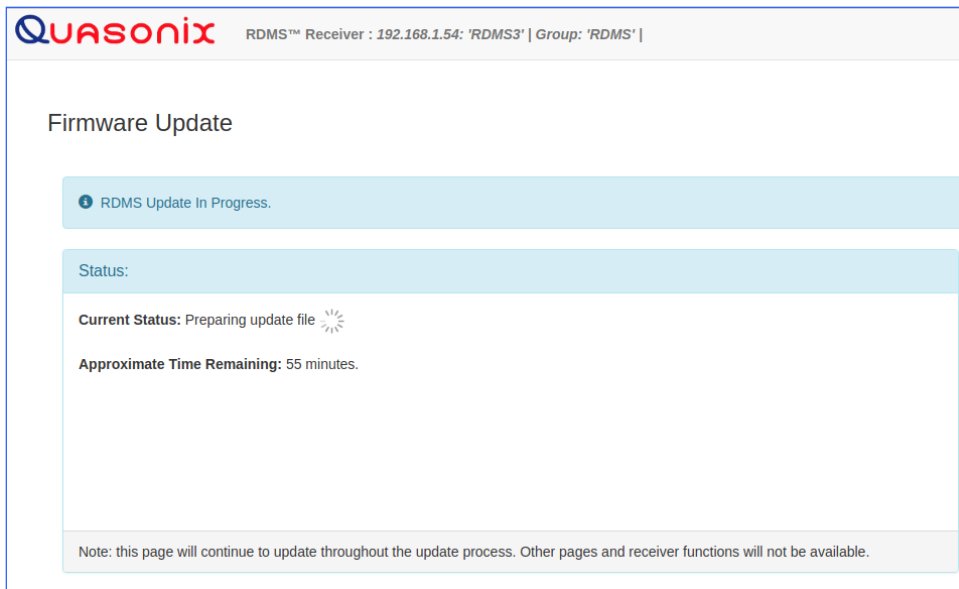 Quasonix RDMS™ Receiver : 192.168.1.54: 'RDMS3' | Group: 'RDMS' |
Firmware Update
RDMS Update In Progress.
Status:
Current Status: Preparing update file
Approximate Time Remaining: 55 minutes.
Note: this page will continue to update throughout the update process. Other pages and receiver functions will not be available.